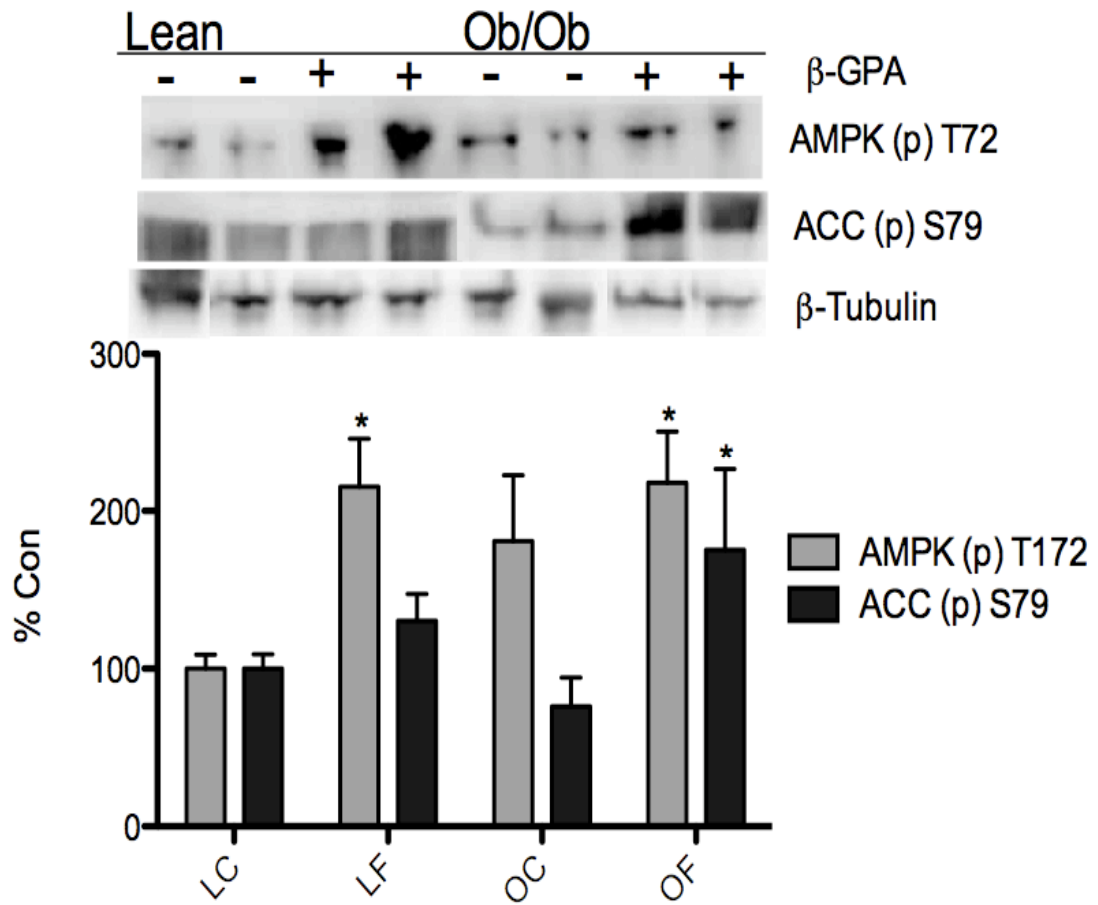 Lean Ob/Ob
- - + + - - + + β-GPA
AMPK (p) T72
ACC (p) S79
β-Tubulin
300
200
100
0
% Con
* * *
AMPK (p) T172
ACC (p) S79
LC LF OC OF